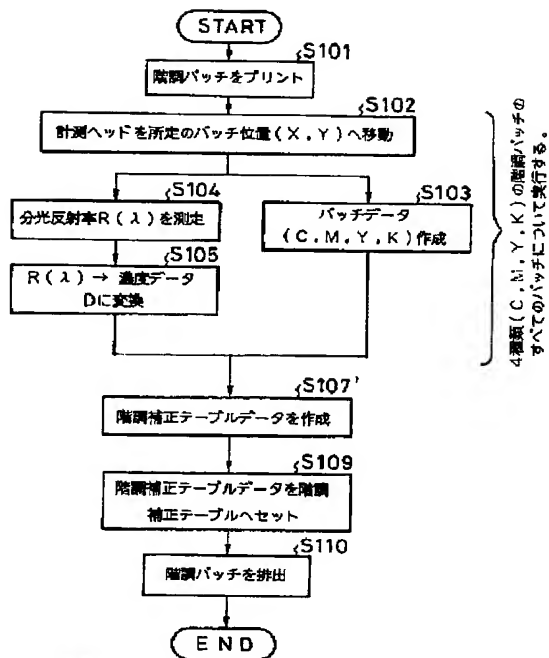 START
S101
階調パッチをプリント
S102
計測ヘッドを所定のパッチ位置(X,Y)へ移動
S104
分光反射率R(λ)を測定
S103
パッチデータ
(C,M,Y,K)作成
S105
R(λ)→ 濃度データ
Dに変換
4種類(C,M,Y,K)の階調パッチの
すべてのパッチについて実行する。
S107'
階調補正テーブルデータを作成
S109
階調補正テーブルデータを階調
補正テーブルへセット
S110
階調パッチを排出
END